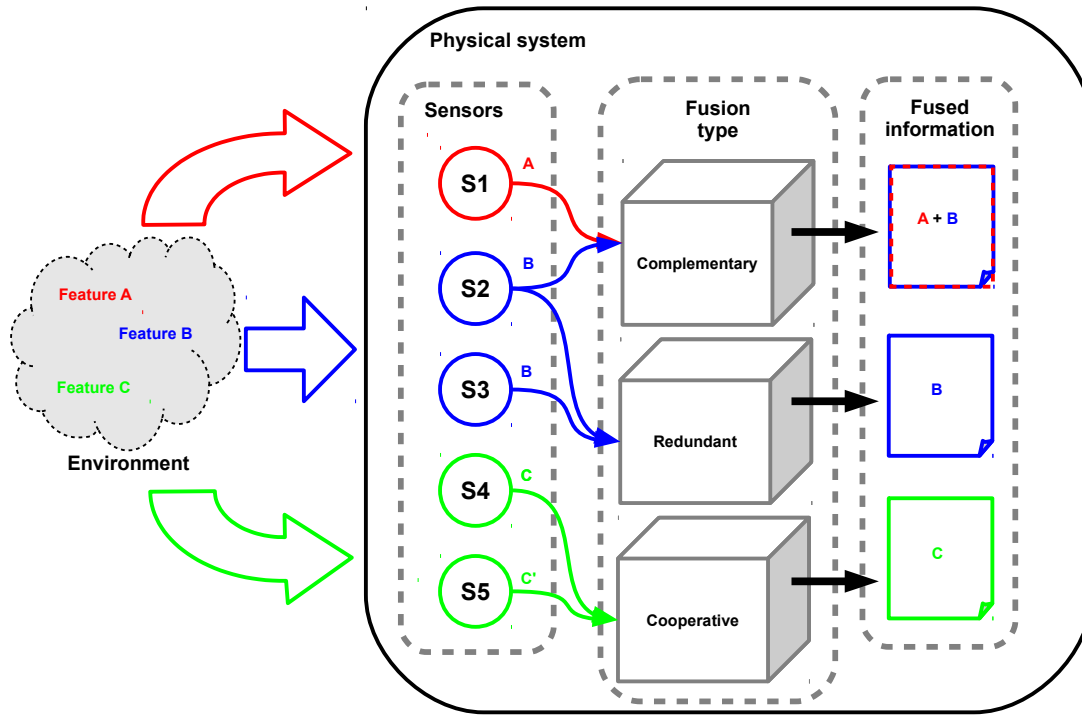 Physical system
Sensors
Fusion
type
Fused
information
S1
A
S2
B
S3
B
S4
C
S5
C'
Complementary
Redundant
Cooperative
A + B
B
C
Feature A
Feature B
Feature C
Environment